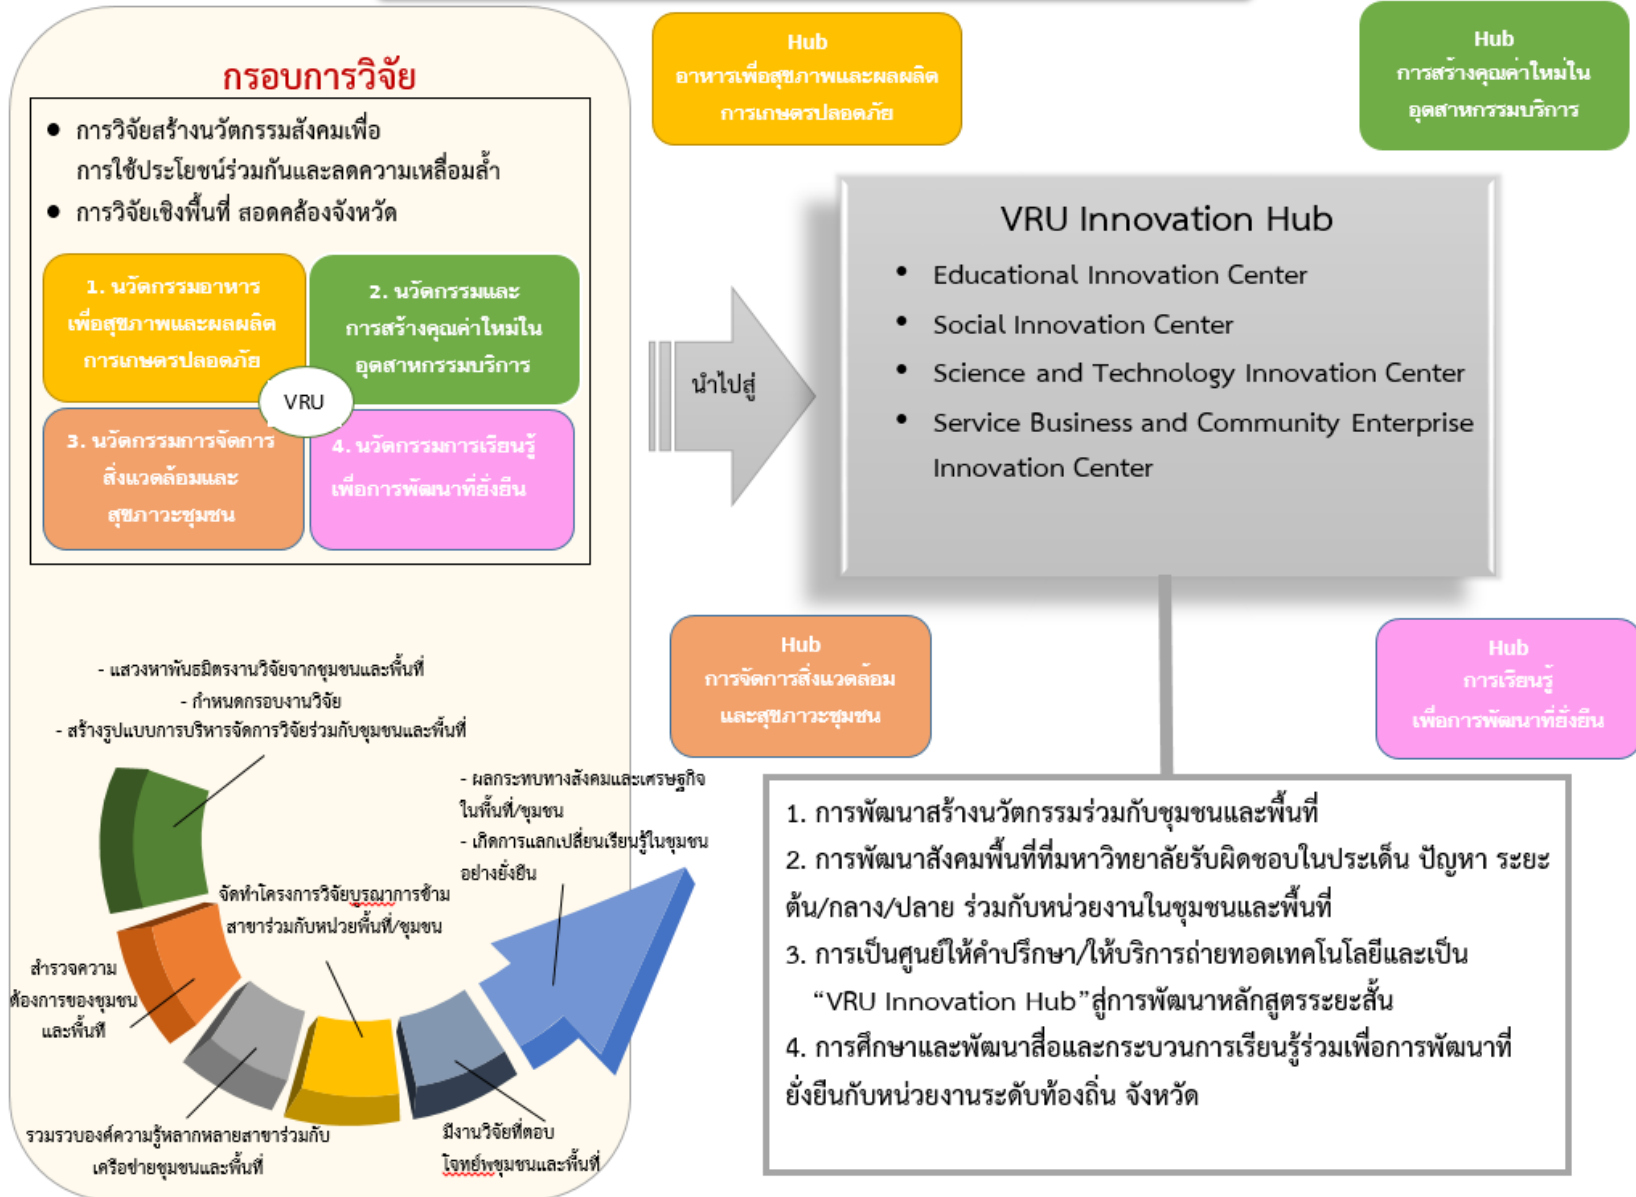 กรอบการวิจัย
● การวิจัยสร้างนวัตกรรมสังคมเพื่อ
การใช้ประโยชน์ร่วมกันและลดความเหลื่อมล้ำ
● การวิจัยเชิงพื้นที่ สอดคล้องจังหวัด
1. นวัตกรรมอาหาร
เพื่อสุขภาพและผลผลิต
การเกษตรปลอดภัย
2. นวัตกรรมและ
การสร้างคุณค่าใหม่ใน
อุตสาหกรรมบริการ
VRU
3. นวัตกรรมการจัดการ
สิ่งแวดล้อมและ
สุขภาวะชุมชน
4. นวัตกรรมการเรียนรู้
เพื่อการพัฒนาที่ยั่งยืน
- แสวงหาพันธมิตรงานวิจัยจากชุมชนและพื้นที่
- กำหนดกรอบงานวิจัย
- สร้างรูปแบบการบริหารจัดการวิจัยร่วมกับชุมชนและพื้นที่
สำรวจความ
ต้องการของชุมชน
และพื้นที่
รวมรวบองค์ความรู้หลากหลายสาขาร่วมกับ
เครือข่ายชุมชนและพื้นที่
จัดทำโครงการวิจัยบูรณาการข้าม
สาขาร่วมกับหน่วยพื้นที่/ชุมชน
มีงานวิจัยที่ตอบ
โจทย์พชุมชนและพื้นที่
- ผลกระทบทางสังคมและเศรษฐกิจ
ในพื้นที่/ชุมชน
- เกิดการแลกเปลี่ยนเรียนรู้ในชุมชน
อย่างยั่งยืน
นำไปสู่
Hub
อาหารเพื่อสุขภาพและผลผลิต
การเกษตรปลอดภัย
Hub
การสร้างคุณค่าใหม่ใน
อุตสาหกรรมบริการ
VRU Innovation Hub
• Educational Innovation Center
• Social Innovation Center
• Science and Technology Innovation Center
• Service Business and Community Enterprise
Innovation Center
Hub
การจัดการสิ่งแวดล้อม
และสุขภาวะชุมชน
Hub
การเรียนรู้
เพื่อการพัฒนาที่ยั่งยืน
1. การพัฒนาสร้างนวัตกรรมร่วมกับชุมชนและพื้นที่
2. การพัฒนาสังคมพื้นที่ที่มหาวิทยาลัยรับผิดชอบในประเด็น ปัญหา ระยะ
ต้น/กลาง/ปลาย ร่วมกับหน่วยงานในชุมชนและพื้นที่
3. การเป็นศูนย์ให้คำปรึกษา/ให้บริการถ่ายทอดเทคโนโลยีและเป็น
“VRU Innovation Hub”สู่การพัฒนาหลักสูตรระยะสั้น
4. การศึกษาและพัฒนาสื่อและกระบวนการเรียนรู้ร่วมเพื่อการพัฒนาที่
ยั่งยืนกับหน่วยงานระดับท้องถิ่น จังหวัด